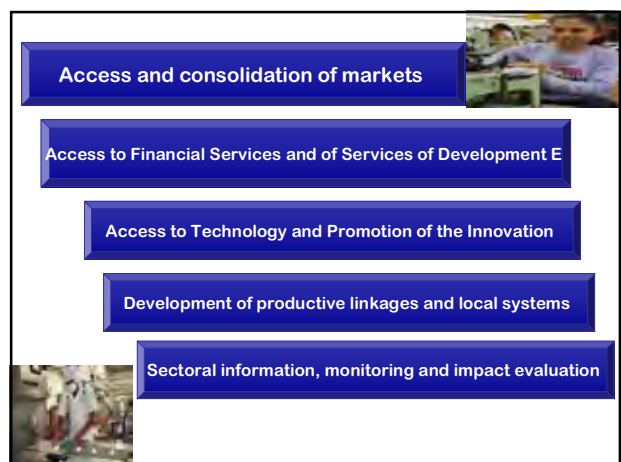 Access and consolidation of markets
Access to Financial Services and of Services of Development E
Access to Technology and Promotion of the Innovation
Development of productive linkages and local systems
Sectoral information, monitoring and impact evaluation